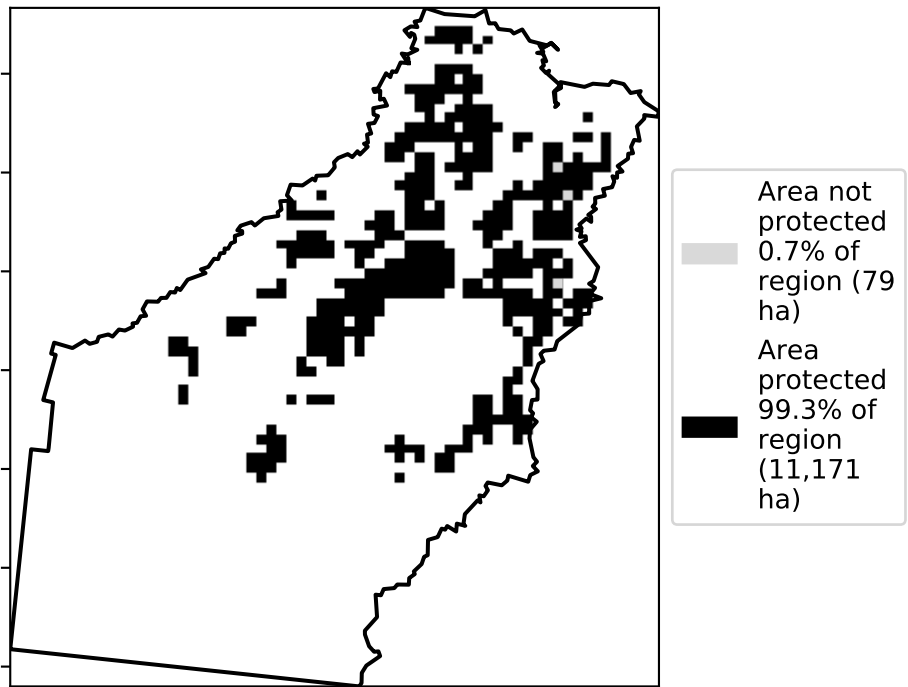 Area not
protected
0.7% of
region (79
ha)
Area
protected
99.3% of
region
(11,171
ha)